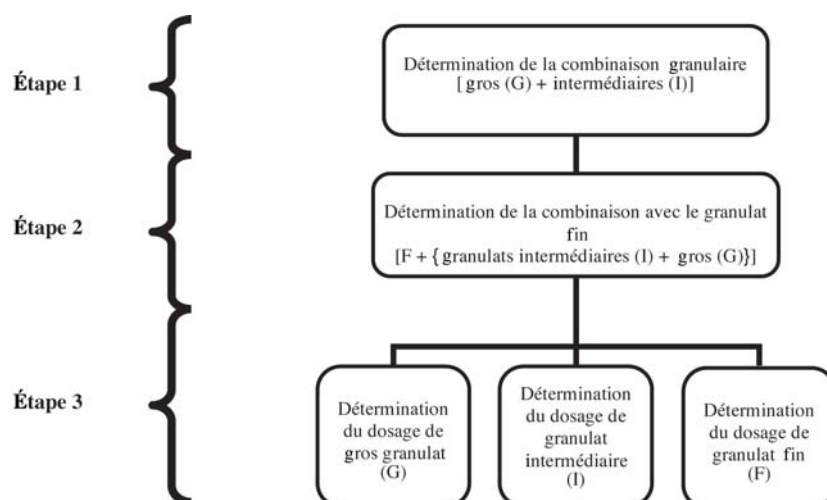 Étape 1
Détermination de la combinaison granulaire
[gros (G) + intermédiaires (I)]
Étape 2
Détermination de la combinaison avec le granulat
fin
[F + {granulats intermédiaires (I) + gros (G)}]
Étape 3
Détermination
du dosage de
gros granulat
(G)
Détermination
du dosage de
granulat
intermédiaire
(I)
Détermination
du dosage de
granulat fin
(F)